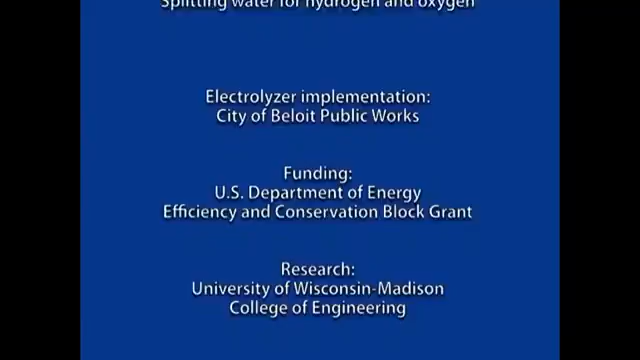 Splitting water for hydrogen and oxygen
Electrolyzer implementation:
City of Beloit Public Works
Funding:
U.S. Department of Energy
Efficiency and Conservation Block Grant
Research:
University of Wisconsin-Madison
College of Engineering